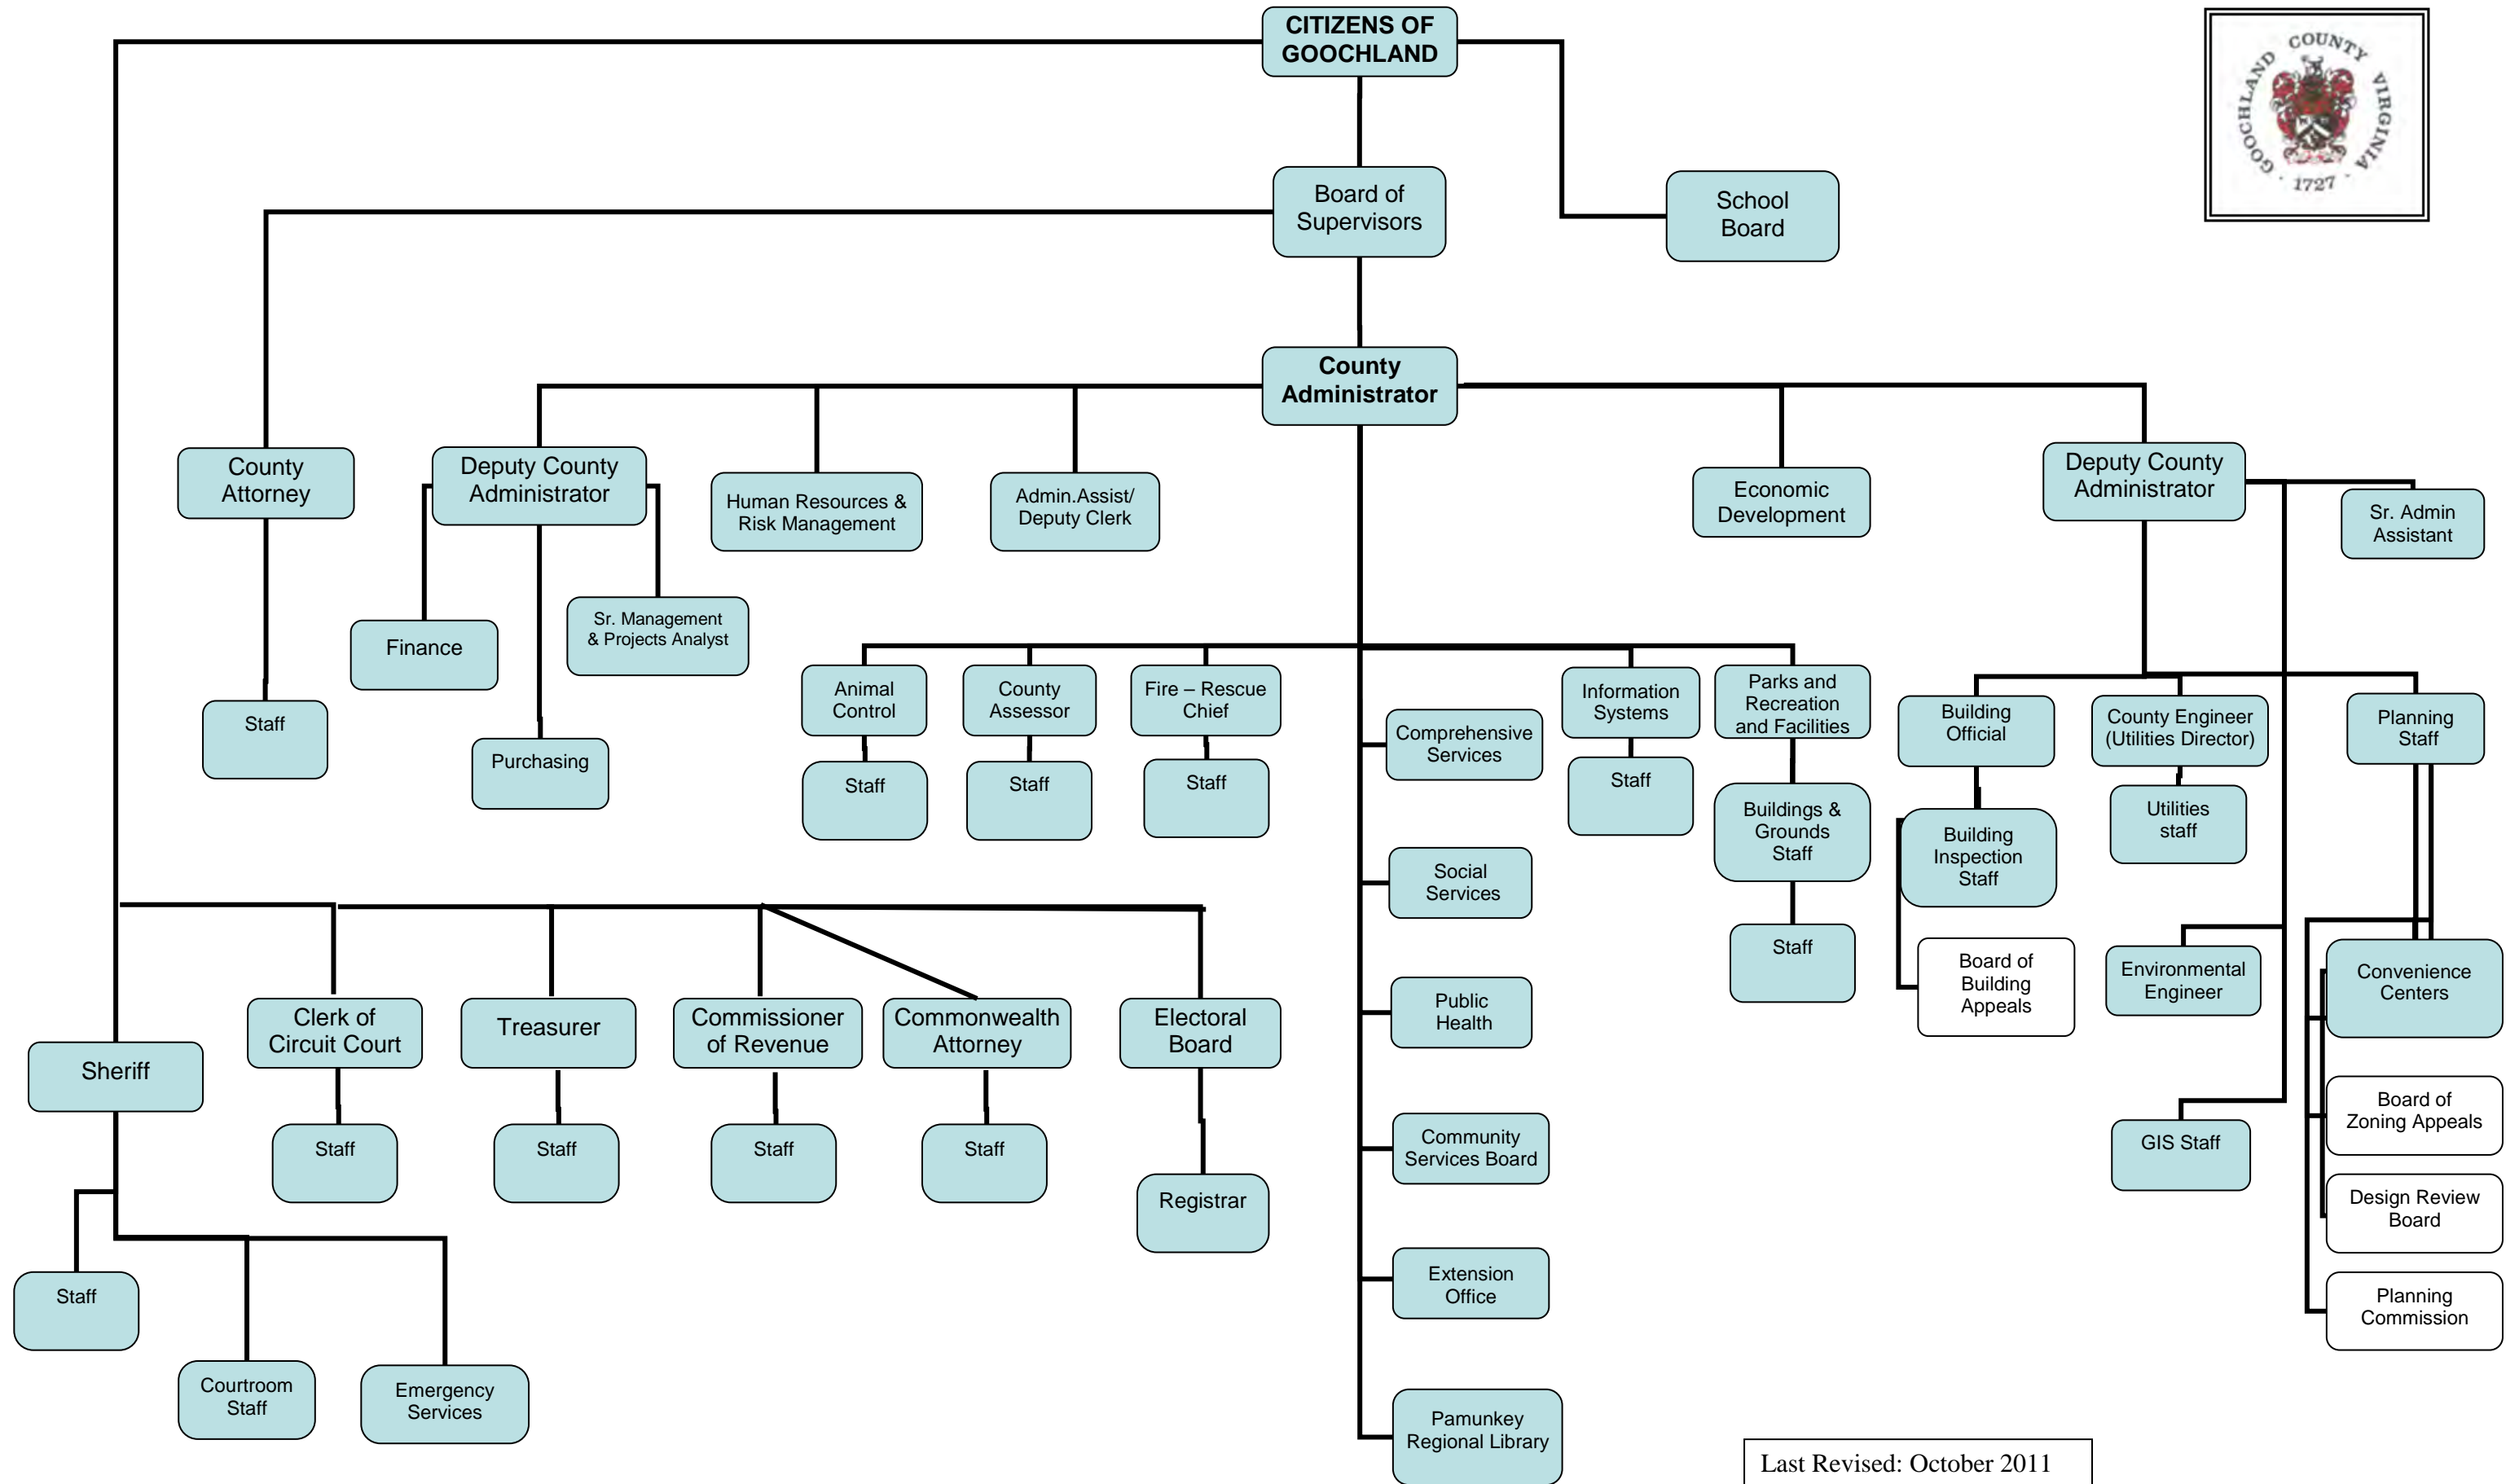 CITIZENS OF
GOOCHLAND
GOOCHLAND COUNTY VIRGINIA
· 1727 ·
Board of
Supervisors
School
Board
County
Administrator
County
Attorney
Deputy County
Administrator
Human Resources &
Risk Management
Admin.Assist/
Deputy Clerk
Economic
Development
Deputy County
Administrator
Sr. Admin
Assistant
Finance
Sr. Management
& Projects Analyst
Staff
Purchasing
Animal
Control
County
Assessor
Fire – Rescue
Chief
Comprehensive
Services
Information
Systems
Parks and
Recreation
and Facilities
Building
Official
County Engineer
(Utilities Director)
Planning
Staff
Staff
Staff
Staff
Staff
Buildings &
Grounds
Staff
Building
Inspection
Staff
Utilities
staff
Social
Services
Staff
Board of
Building
Appeals
Environmental
Engineer
Convenience
Centers
Sheriff
Clerk of
Circuit Court
Treasurer
Commissioner
of Revenue
Commonwealth
Attorney
Electoral
Board
Public
Health
Staff
Staff
Staff
Staff
Registrar
Community
Services Board
GIS Staff
Board of
Zoning Appeals
Design Review
Board
Staff
Extension
Office
Planning
Commission
Courtroom
Staff
Emergency
Services
Pamunkey
Regional Library
Last Revised: October 2011